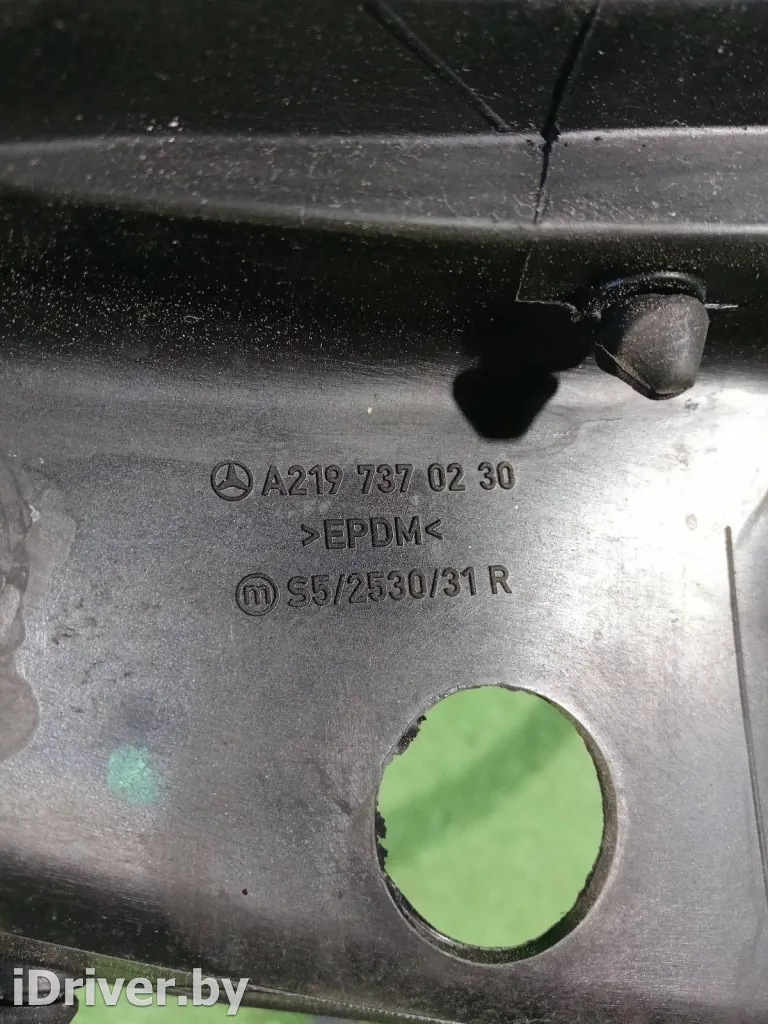 A219 737 02 30
>EPDM<
m S5/2530/31 R
iDriver.by